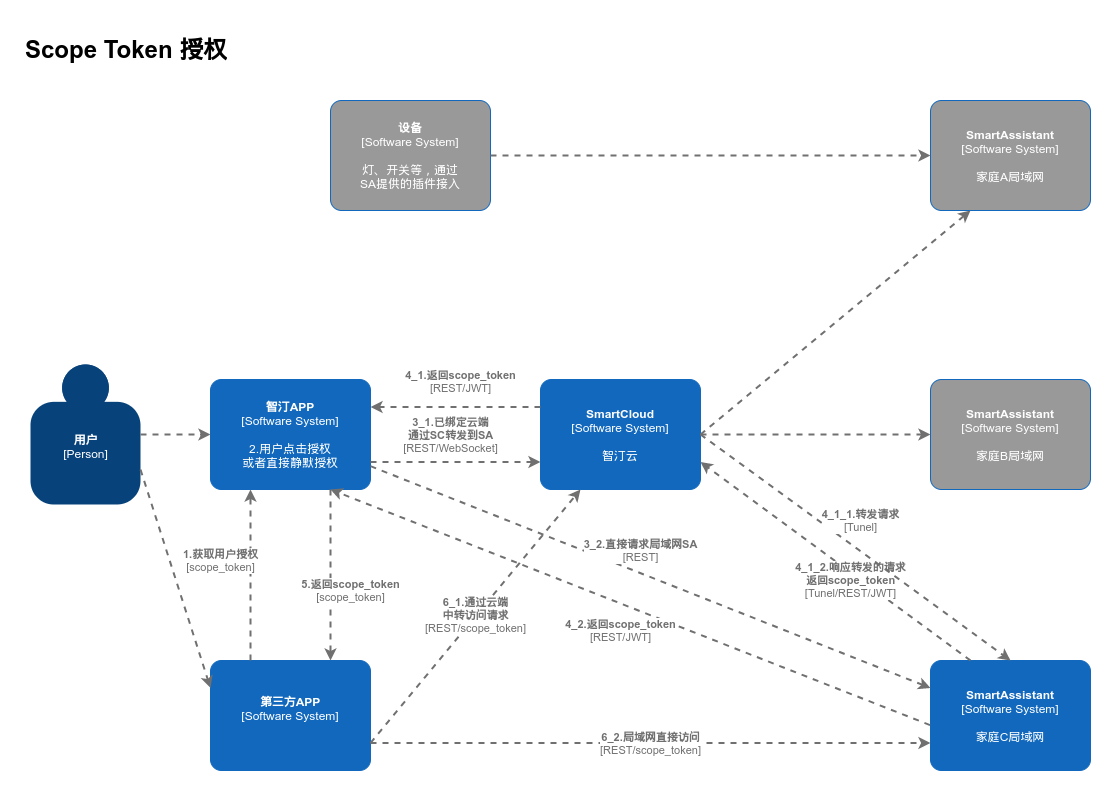 Scope Token 授权
设备
[Software System]
灯、开关等，通过
SA提供的插件接入
SmartAssistant
[Software System]
家庭A局域网
用户
[Person]
智汀APP
[Software System]
2.用户点击授权
或者直接静默授权
4_1.返回scope_token
[REST/JWT]
3_1.已绑定云端
通过SC转发到SA
[REST/WebSocket]
SmartCloud
[Software System]
智汀云
SmartAssistant
[Software System]
家庭B局域网
4_1_1.转发请求
[Tunel]
3_2.直接请求局域网SA
[REST]
1.获取用户授权
[scope_token]
4_1_2.响应转发的请求
返回scope_token
[Tunel/REST/JWT]
5.返回scope_token
[scope_token]
6_1.通过云端
中转访问请求
[REST/scope_token]
4_2.返回scope_token
[REST/JWT]
第三方APP
[Software System]
SmartAssistant
[Software System]
家庭C局域网
6_2.局域网直接访问
[REST/scope_token]